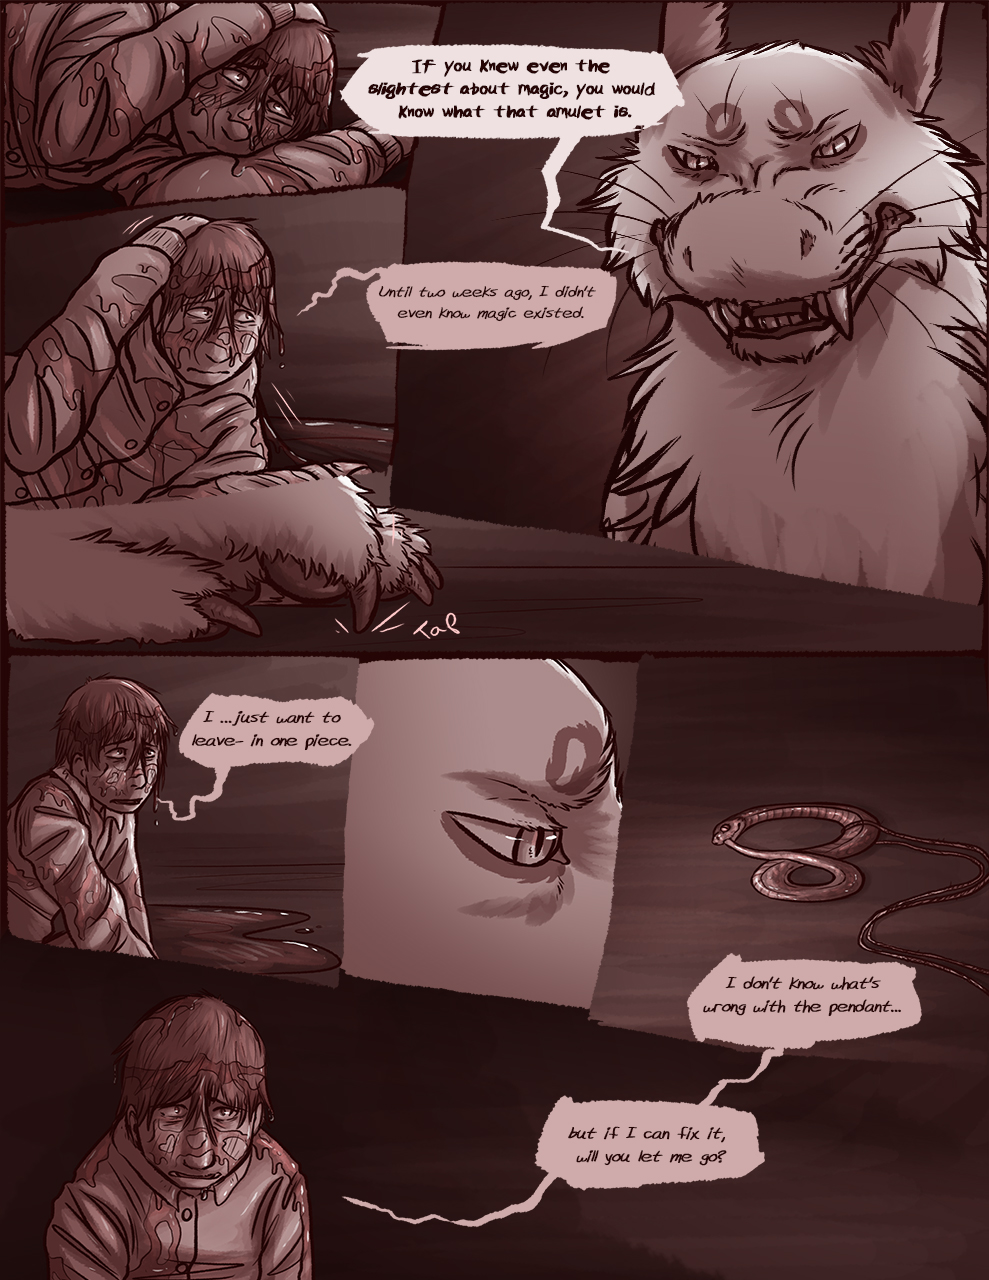 If you knew even the
slightest about magic, you would
know what that amulet is.
Until two weeks ago, I didn't
even know magic existed.
Tap
I ...just want to
leave- in one piece.
I don't know what's
wrong with the pendant...
but if I can fix it,
will you let me go?